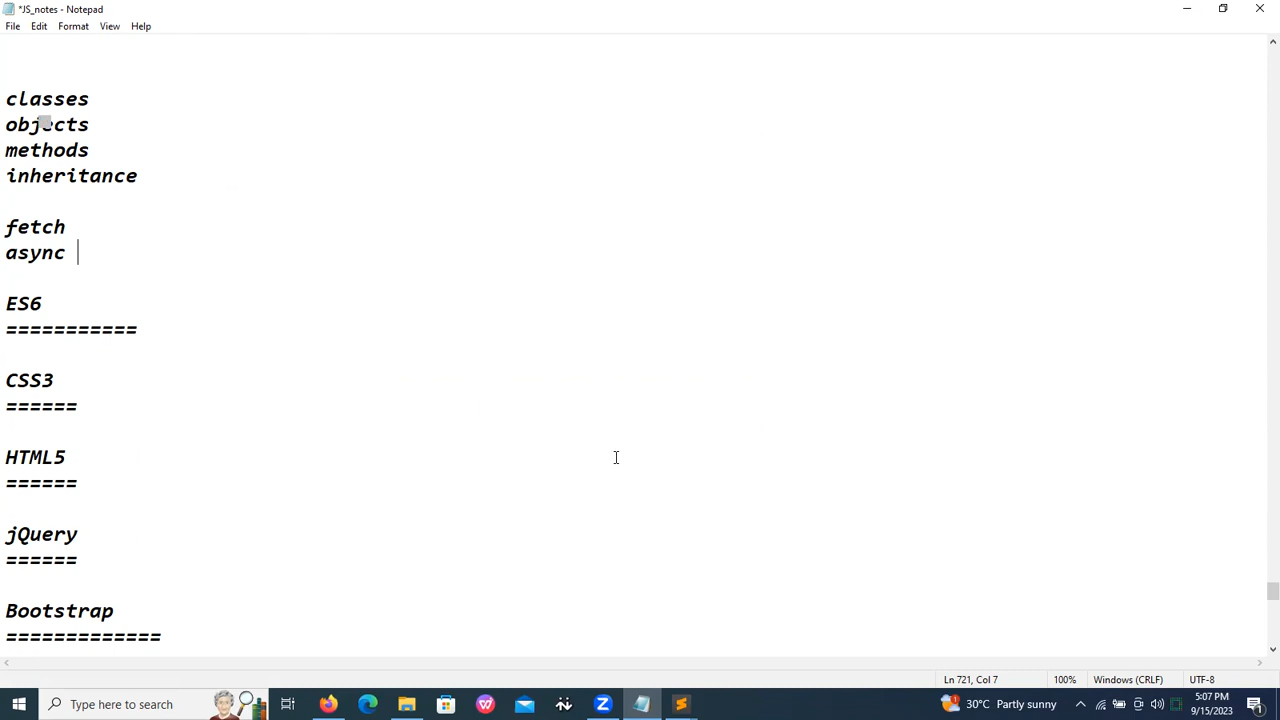 *JS_notes - Notepad
File Edit Format View Help
classes
objects
methods
inheritance
fetch
async
ES6
===========
CSS3
======
HTML5
======
jQuery
======
Bootstrap
=============
Ln 721, Col 7 100% Windows (CRLF) UTF-8
Type here to search
30°C Partly sunny
5:07 PM
9/15/2023